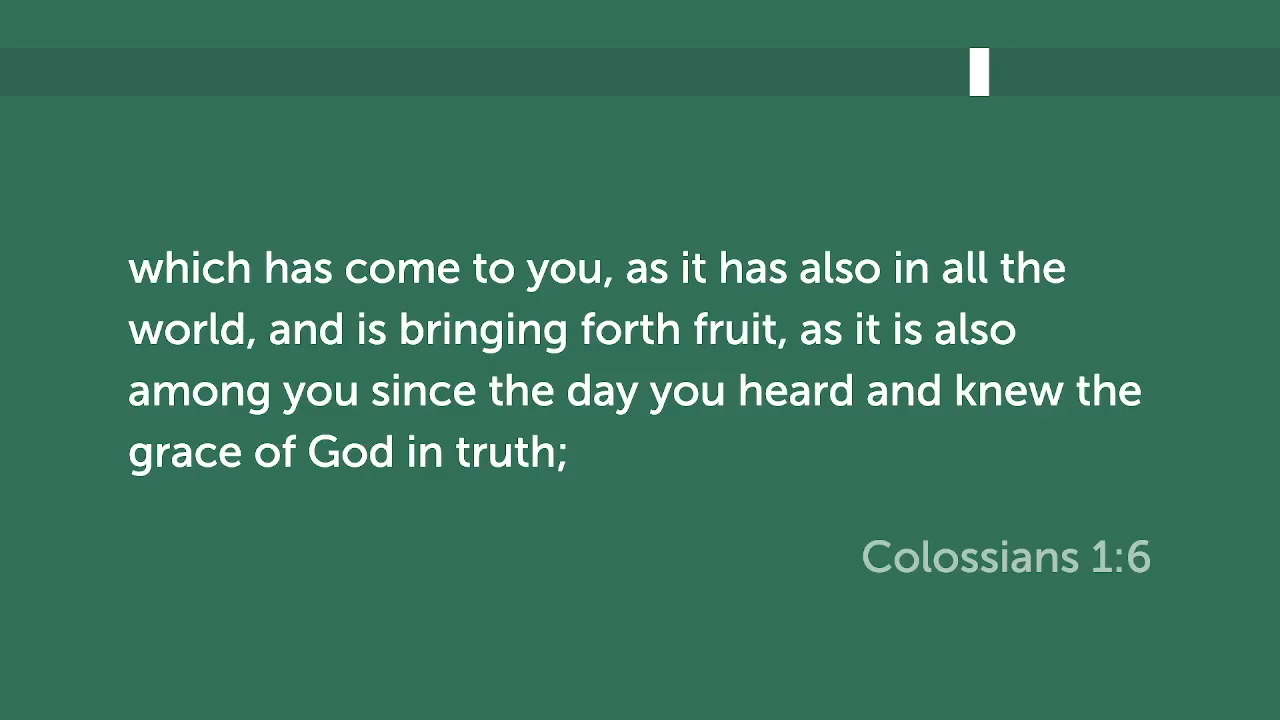 which has come to you, as it has also in all the
world, and is bringing forth fruit, as it is also
among you since the day you heard and knew the
grace of God in truth;
Colossians 1:6